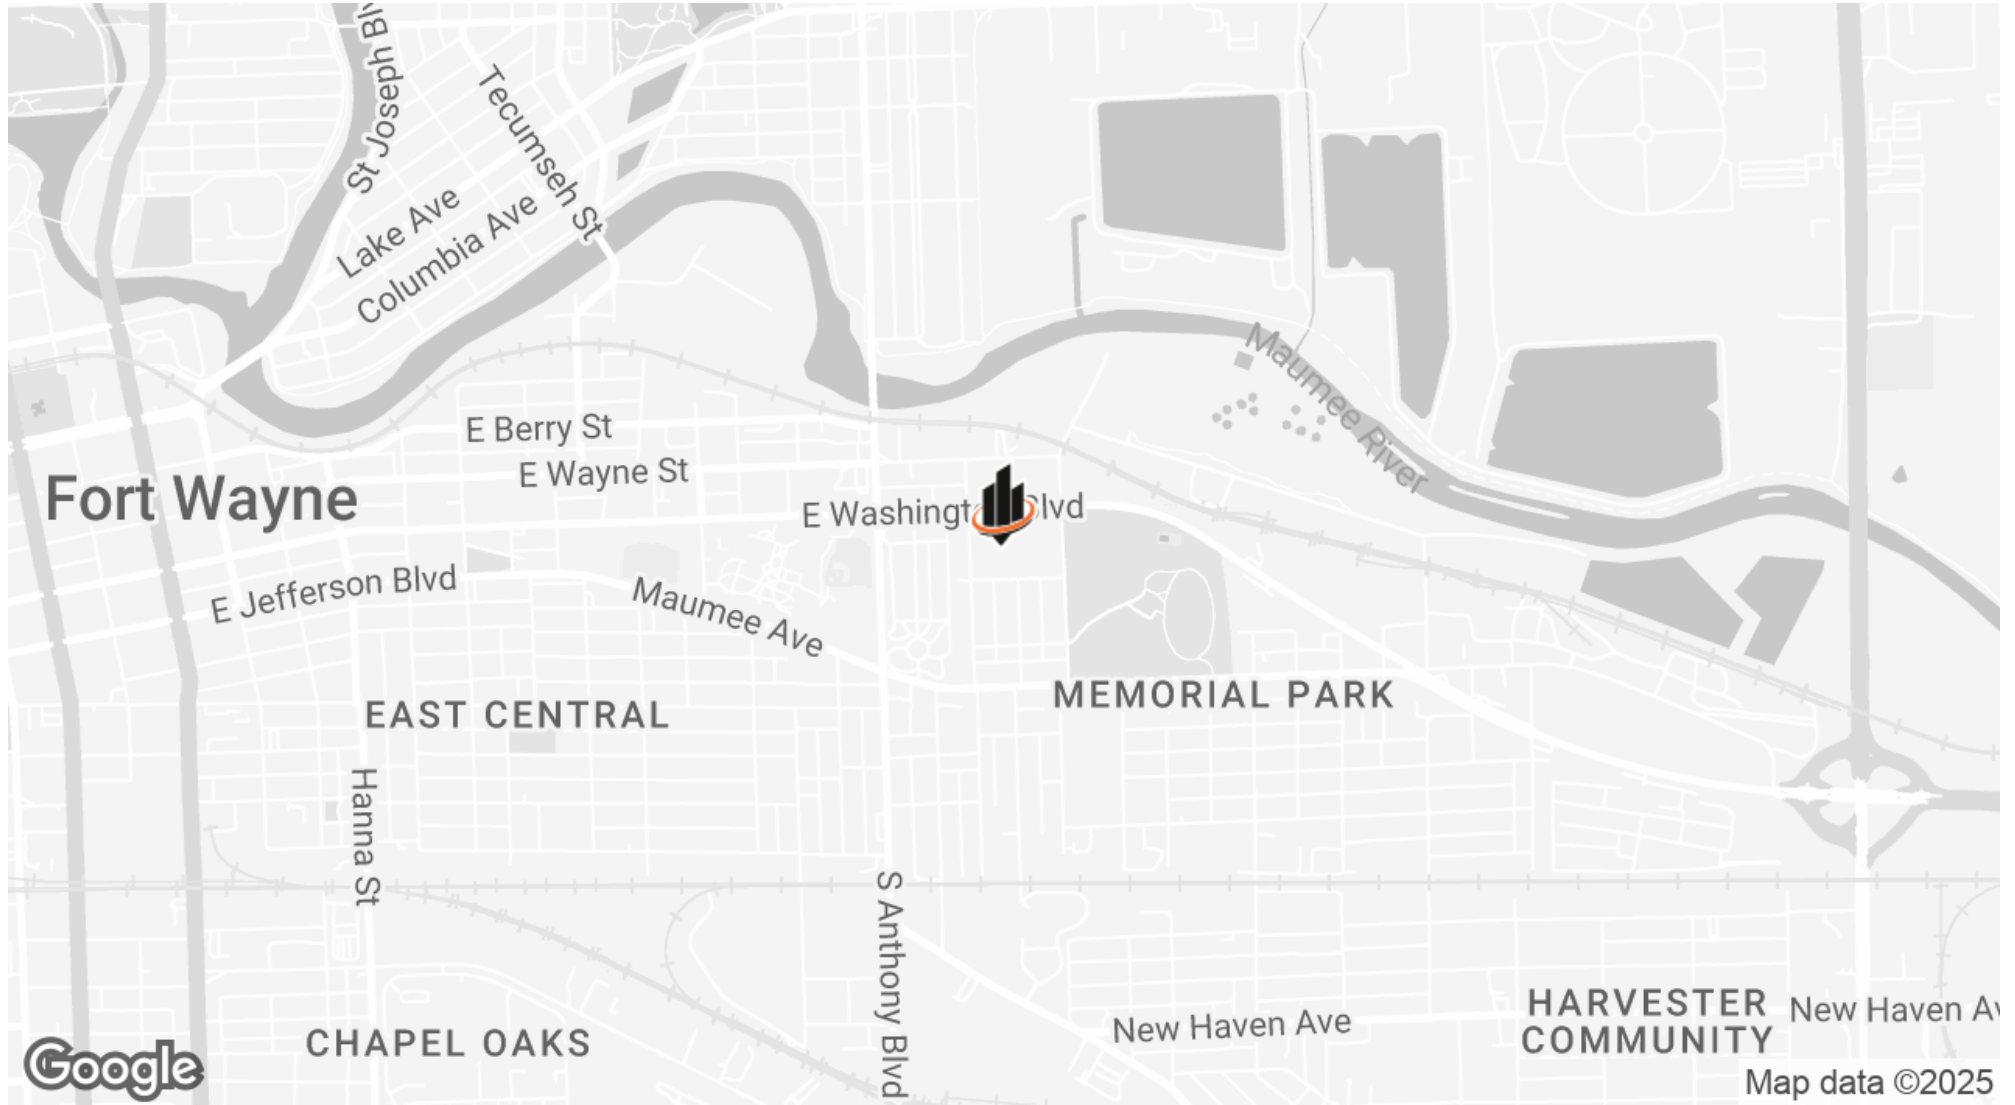 St Joseph Bl
Tecumseh St
Lake Ave
Columbia Ave
Maumee River
E Berry St
E Wayne St
Fort Wayne
E Washingt lvd
E Jefferson Blvd
Maumee Ave
MEMORIAL PARK
EAST CENTRAL
Hanna St
S Anthony Blvd
HARVESTER
COMMUNITY
New Haven Av
New Haven Ave
CHAPEL OAKS
Google
Map data ©2025